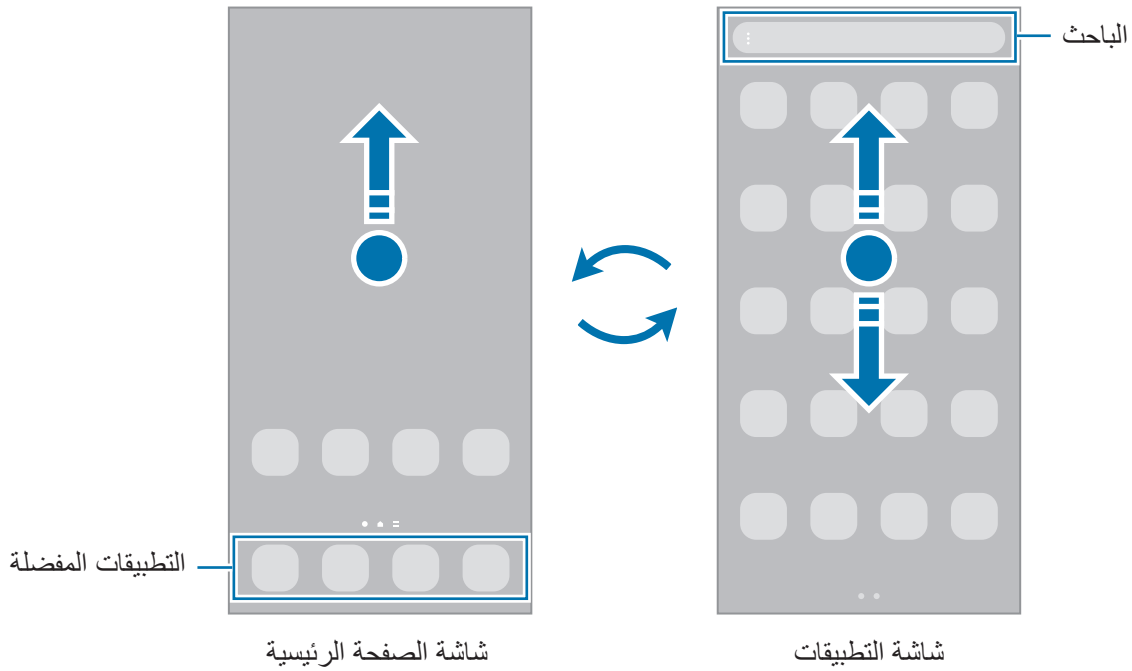 الباحث
التطبيقات المفضلة
شاشة التطبيقات
شاشة الصفحة الرئيسية